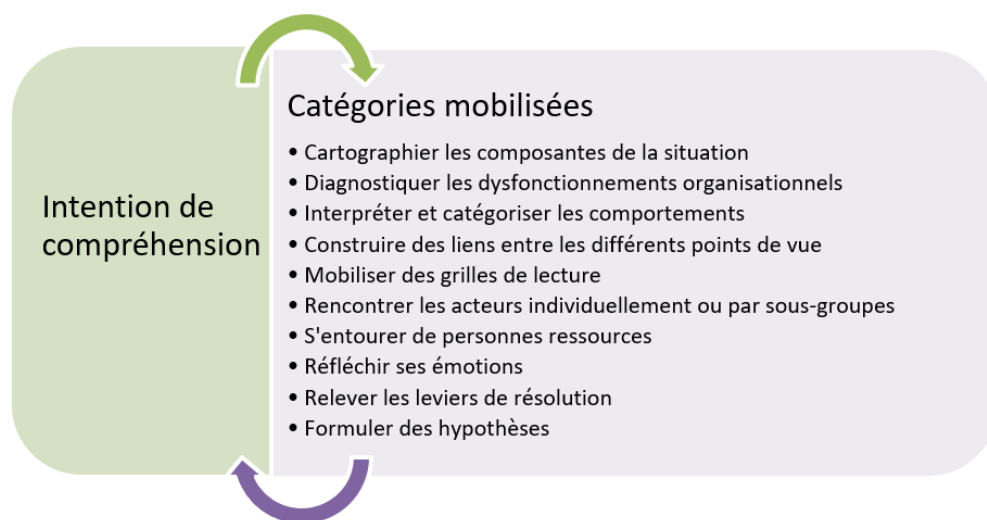 Intention de
compréhension
Catégories mobilisées
• Cartographier les composantes de la situation
• Diagnostiquer les dysfonctionnements organisationnels
• Interpréter et catégoriser les comportements
• Construire des liens entre les différents points de vue
• Mobiliser des grilles de lecture
• Rencontrer les acteurs individuellement ou par sous-groupes
• S'entourer de personnes ressources
• Réfléchir ses émotions
• Relever les leviers de résolution
• Formuler des hypothèses